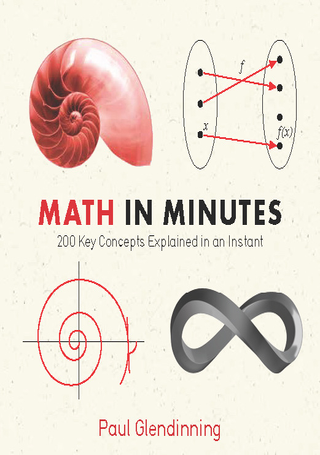 f
x
f(x)
MATH IN MINUTES
200 Key Concepts Explained in an Instant
Paul Glendinning